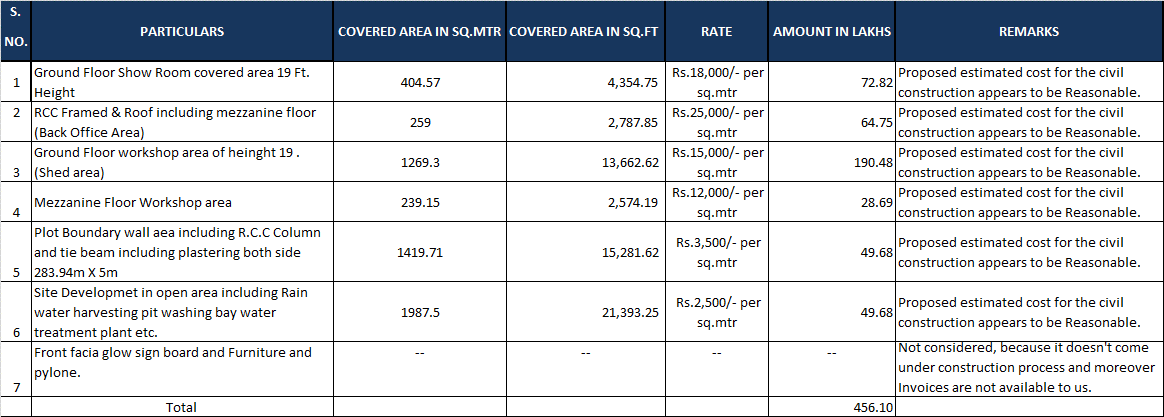 S. NO. PARTICULARS COVERED AREA IN SQ.MTR COVERED AREA IN SQ.FT RATE AMOUNT IN LAKHS REMARKS
1 Ground Floor Show Room covered area 19 Ft. Height 404.57 4,354.75 Rs.18,000/- per sq.mtr 72.82 Proposed estimated cost for the civil construction appears to be Reasonable.
2 RCC Framed & Roof including mezzanine floor (Back Office Area) 259 2,787.85 Rs.25,000/- per sq.mtr 64.75 Proposed estimated cost for the civil construction appears to be Reasonable.
3 Ground Floor workshop area of heinght 19 . (Shed area) 1269.3 13,662.62 Rs.15,000/- per sq.mtr 190.48 Proposed estimated cost for the civil construction appears to be Reasonable.
4 Mezzanine Floor Workshop area 239.15 2,574.19 Rs.12,000/- per sq.mtr 28.69 Proposed estimated cost for the civil construction appears to be Reasonable.
5 Plot Boundary wall aea including R.C.C Column and tie beam including plastering both side 283.94m X 5m 1419.71 15,281.62 Rs.3,500/- per sq.mtr 49.68 Proposed estimated cost for the civil construction appears to be Reasonable.
6 Site Developmet in open area including Rain water harvesting pit washing bay water treatment plant etc. 1987.5 21,393.25 Rs.2,500/- per sq.mtr 49.68 Proposed estimated cost for the civil construction appears to be Reasonable.
7 Front facia glow sign board and Furniture and pylone. -- -- -- -- Not considered, because it doesn't come under construction process and moreover Invoices are not available to us.
Total 456.10